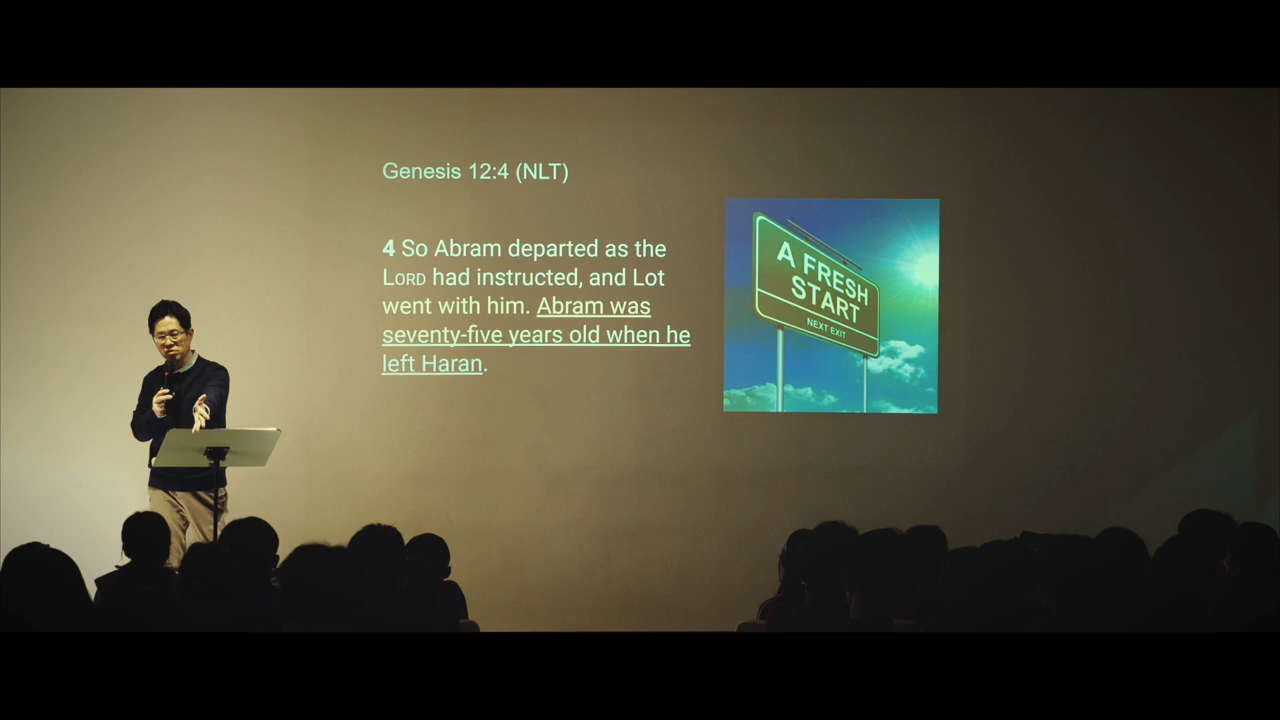 Genesis 12:4 (NLT)
4 So Abram departed as the
LORD had instructed, and Lot
went with him. Abram was
seventy-five years old when he
left Haran.
A FRESH
START
NEXT EXIT